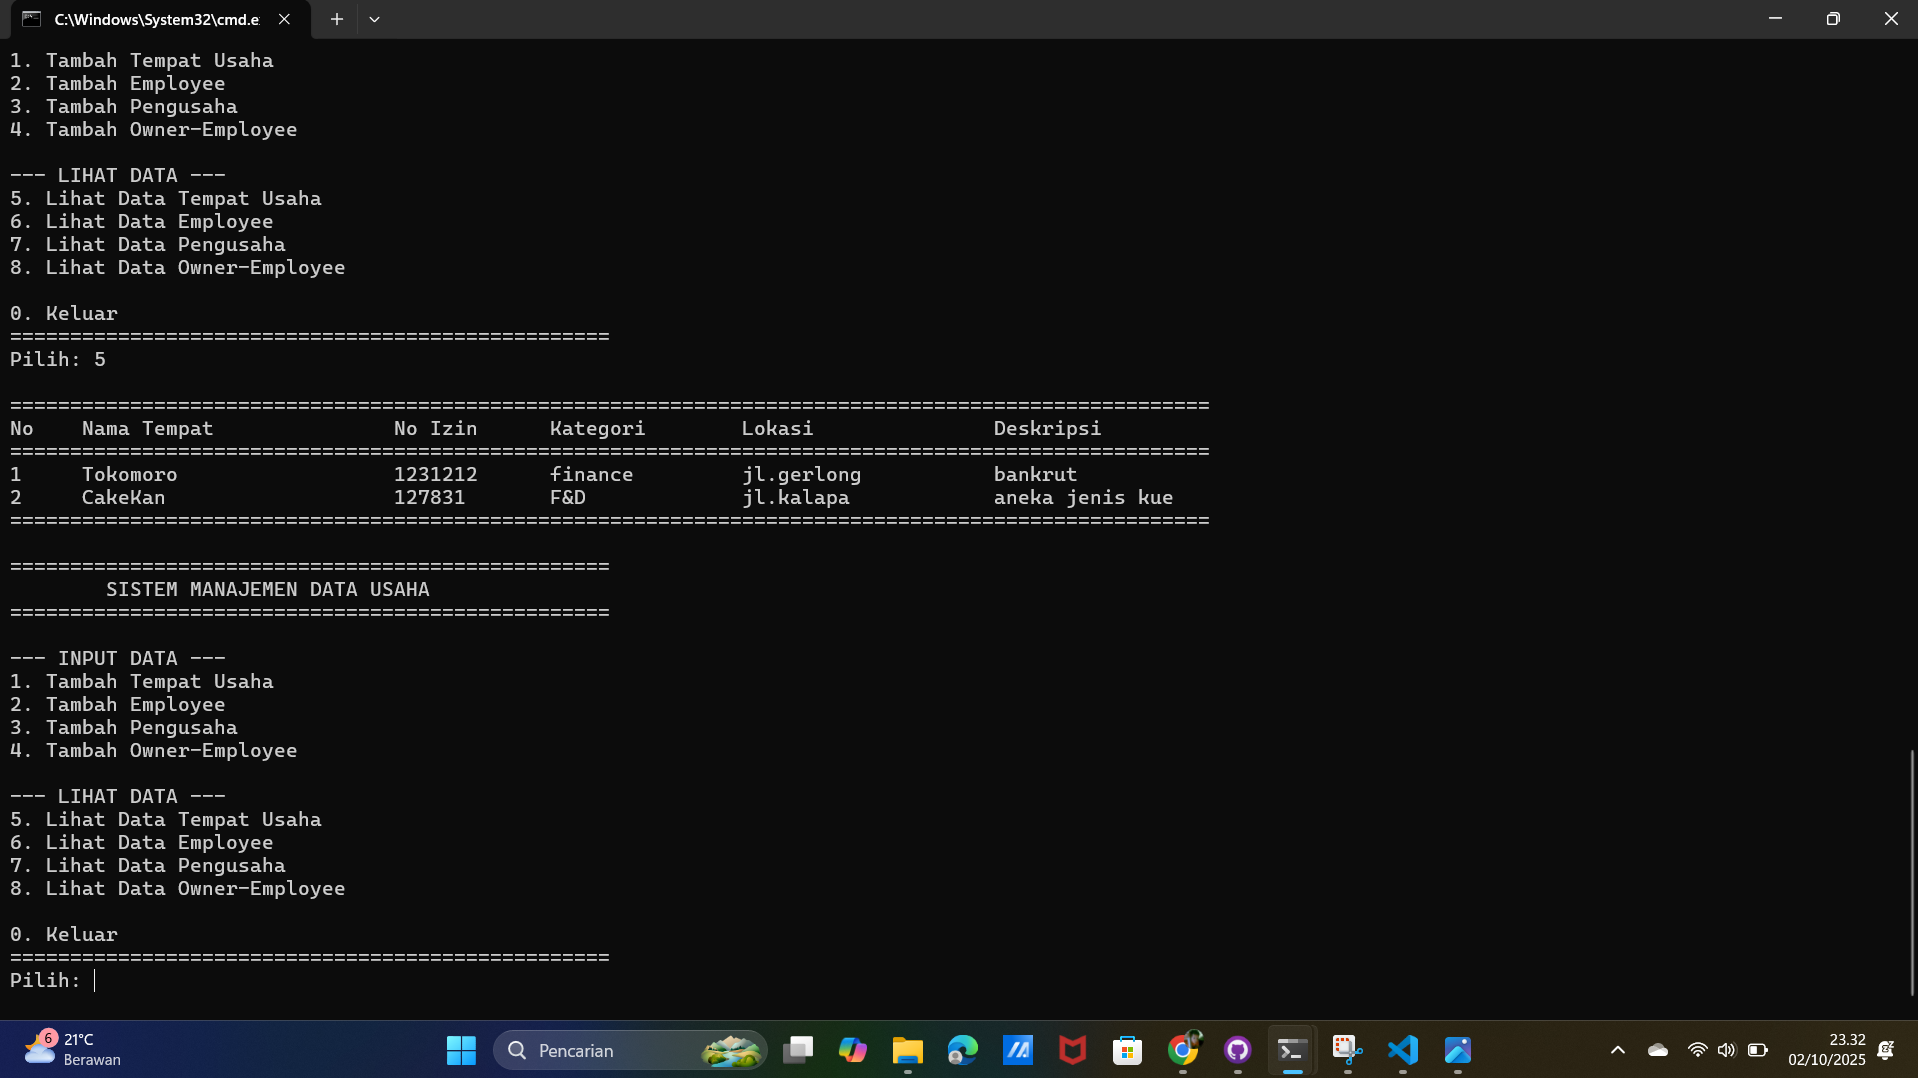 C:\Windows\System32\cmd.e
1. Tambah Tempat Usaha
2. Tambah Employee
3. Tambah Pengusaha
4. Tambah Owner-Employee
--- LIHAT DATA ---
5. Lihat Data Tempat Usaha
6. Lihat Data Employee
7. Lihat Data Pengusaha
8. Lihat Data Owner-Employee
0. Keluar
==================================================
Pilih: 5
====================================================================================================
No    Nama Tempat               No Izin      Kategori        Lokasi               Deskripsi
====================================================================================================
1     Tokomoro                  1231212      finance         jl.gerlong           bankrut
2     CakeKan                   127831       F&D             jl.kalapa            aneka jenis kue
====================================================================================================
==================================================
        SISTEM MANAJEMEN DATA USAHA
==================================================
--- INPUT DATA ---
1. Tambah Tempat Usaha
2. Tambah Employee
3. Tambah Pengusaha
4. Tambah Owner-Employee
--- LIHAT DATA ---
5. Lihat Data Tempat Usaha
6. Lihat Data Employee
7. Lihat Data Pengusaha
8. Lihat Data Owner-Employee
0. Keluar
==================================================
Pilih:
6
21°C
Berawan
Pencarian
23.32
02/10/2025